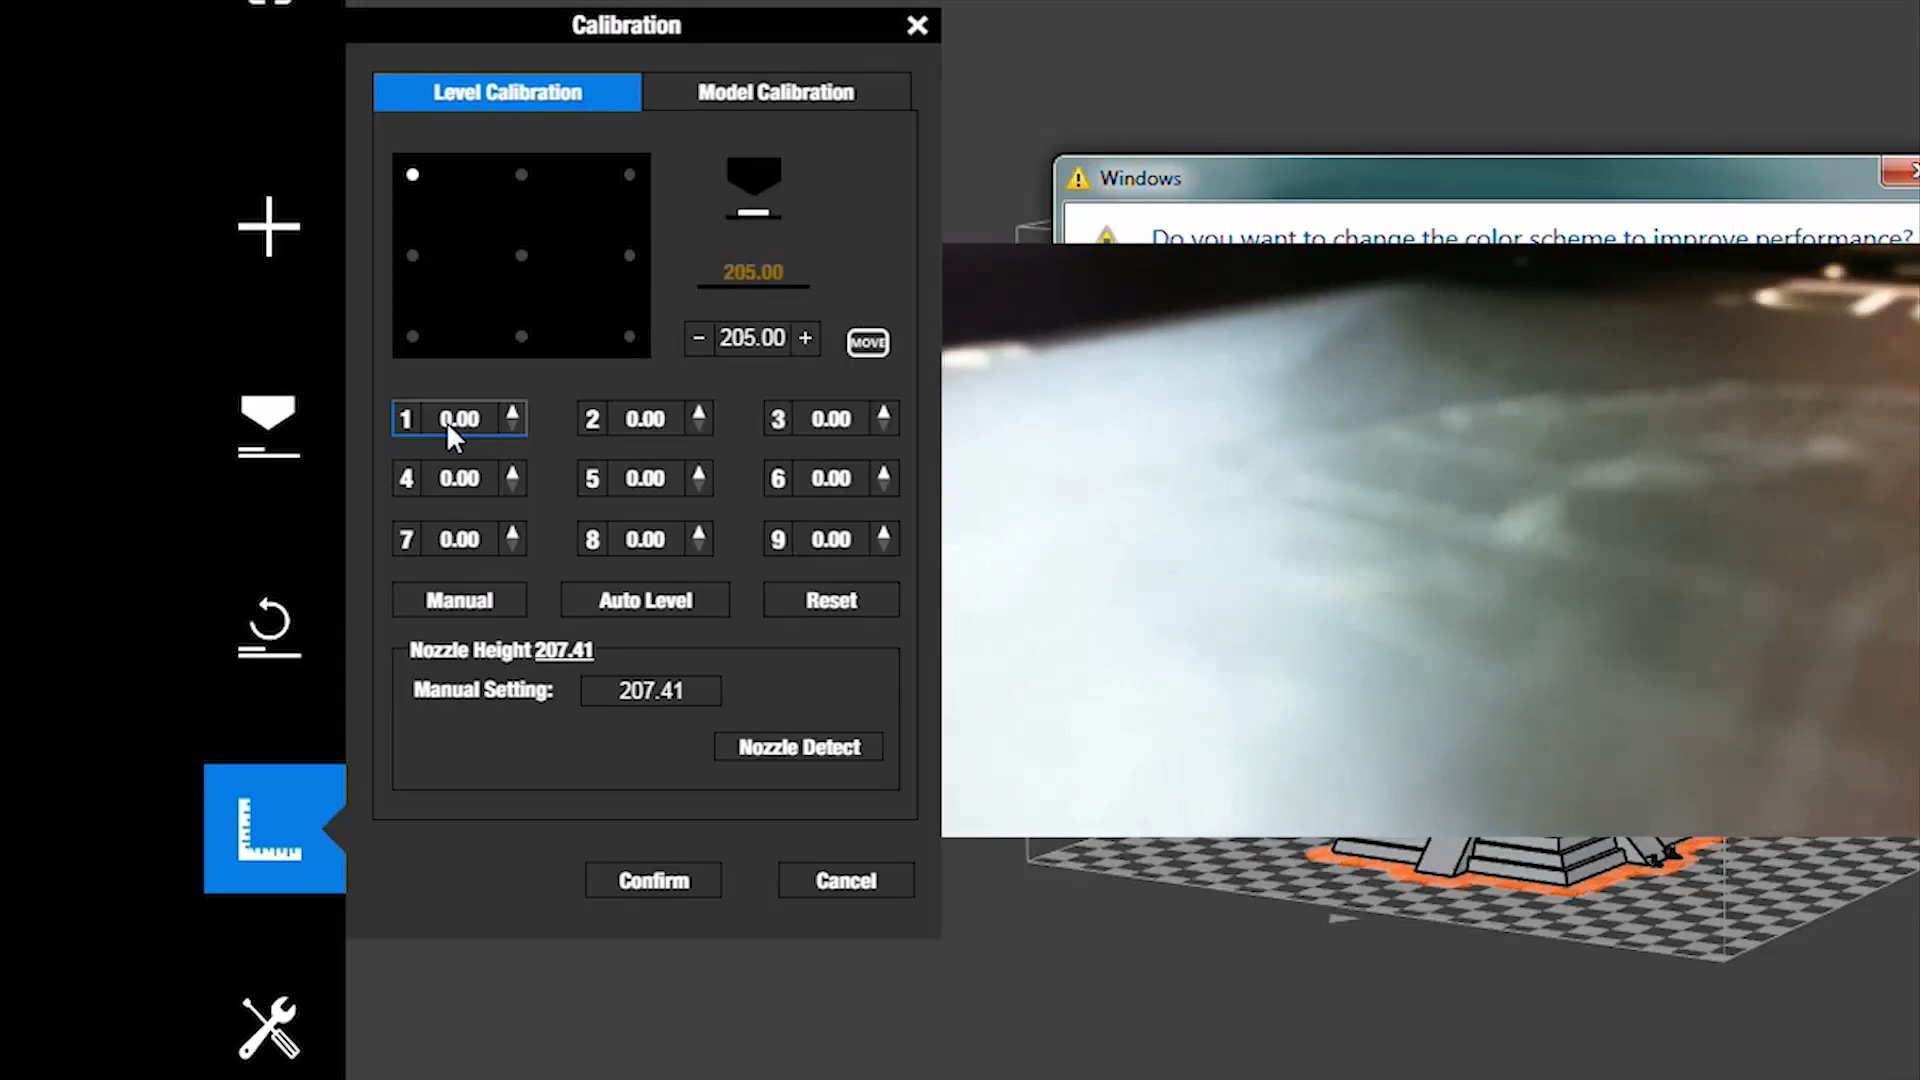 Calibration
Level Calibration
Model Calibration
205.00
- 205.00 +
MOVE
1 0.00
2 0.00
3 0.00
4 0.00
5 0.00
6 0.00
7 0.00
8 0.00
9 0.00
Manual
Auto Level
Reset
Nozzle Height 207.41
Manual Setting: 207.41
Nozzle Detect
Confirm
Cancel
Windows
Do you want to change the color scheme to improve performance?